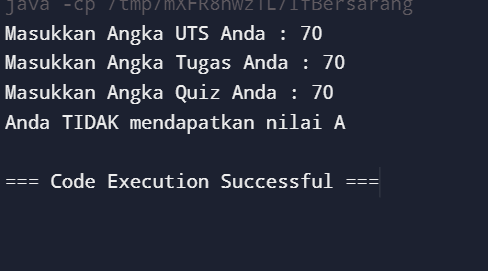 java -cp /tmp/mXFR8hwz1L/IfBersarang
Masukkan Angka UTS Anda : 70
Masukkan Angka Tugas Anda : 70
Masukkan Angka Quiz Anda : 70
Anda TIDAK mendapatkan nilai A
=== Code Execution Successful ===